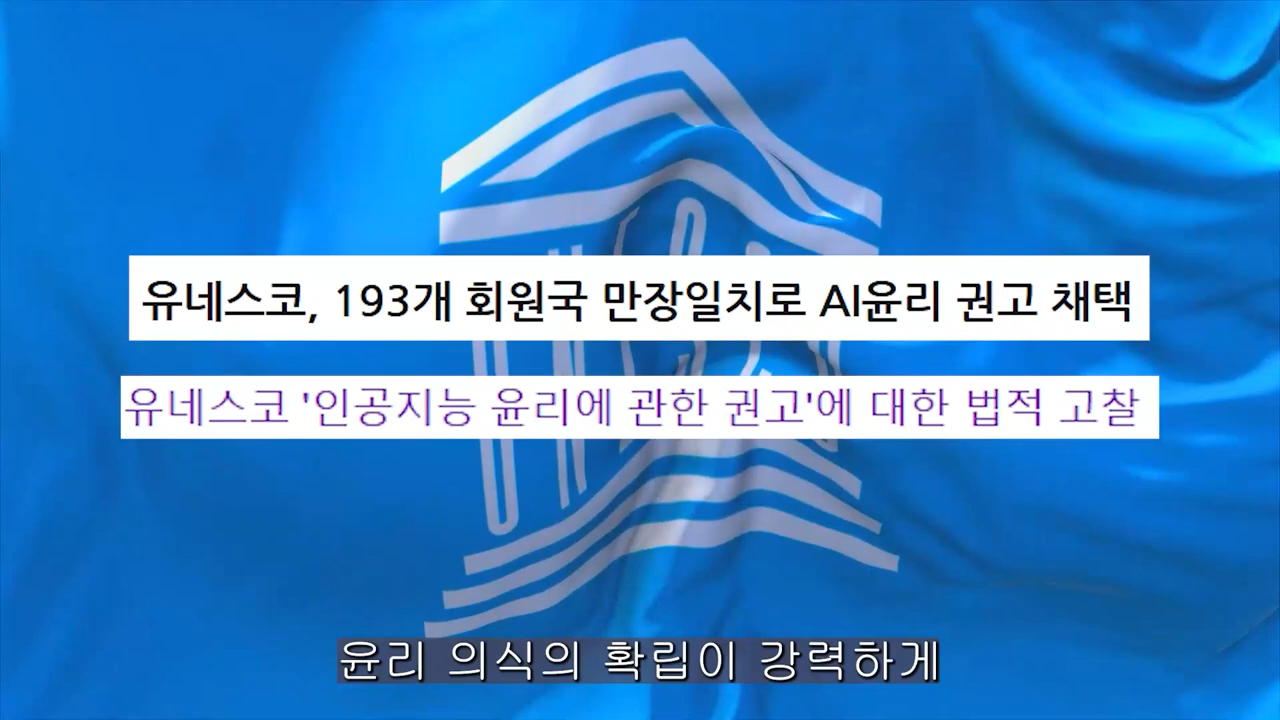 유네스코, 193개 회원국 만장일치로 AI윤리 권고 채택
유네스코 '인공지능 윤리에 관한 권고'에 대한 법적 고찰
윤리 의식의 확립이 강력하게